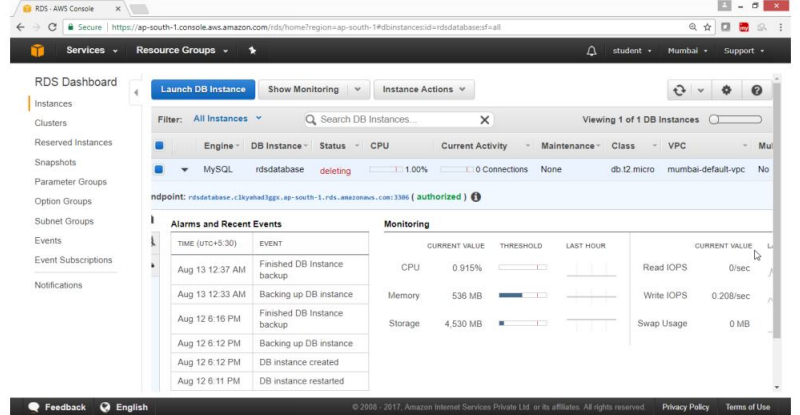 RDS · AWS Console
Secure https://ap-south-1.console.aws.amazon.com/rds/home?region=ap-south-1#dbinstances:id=rdsdatabase;sf=all
Services Resource Groups student Mumbai Support
RDS Dashboard
Instances
Clusters
Reserved Instances
Snapshots
Parameter Groups
Option Groups
Subnet Groups
Events
Event Subscriptions
Notifications
Launch DB Instance Show Monitoring Instance Actions
Filter: All Instances Search DB Instances... Viewing 1 of 1 DB Instances
Engine DB Instance Status CPU Current Activity Maintenance Class VPC Mul
MySQL rdsdatabase deleting 1.00% 0 Connections None db.t2.micro mumbai-default-vpc No
ndpoint: rdsdatabase.clkyahad3ggx.ap-south-1.rds.amazonaws.com:3306 ( authorized )
Alarms and Recent Events
TIME (UTC+5:30) EVENT
Aug 13 12:37 AM Finished DB Instance backup
Aug 13 12:33 AM Backing up DB instance
Aug 12 6:16 PM Finished DB Instance backup
Aug 12 6:12 PM Backing up DB instance
Aug 12 6:12 PM DB instance created
Aug 12 6:11 PM DB instance restarted
Monitoring
CURRENT VALUE THRESHOLD LAST HOUR CURRENT VALUE
CPU 0.915% Read IOPS 0/sec
Memory 536 MB Write IOPS 0.208/sec
Storage 4,530 MB Swap Usage 0 MB
Feedback English © 2008 - 2017, Amazon Internet Services Private Ltd. or its affiliates. All rights reserved. Privacy Policy Terms of Use